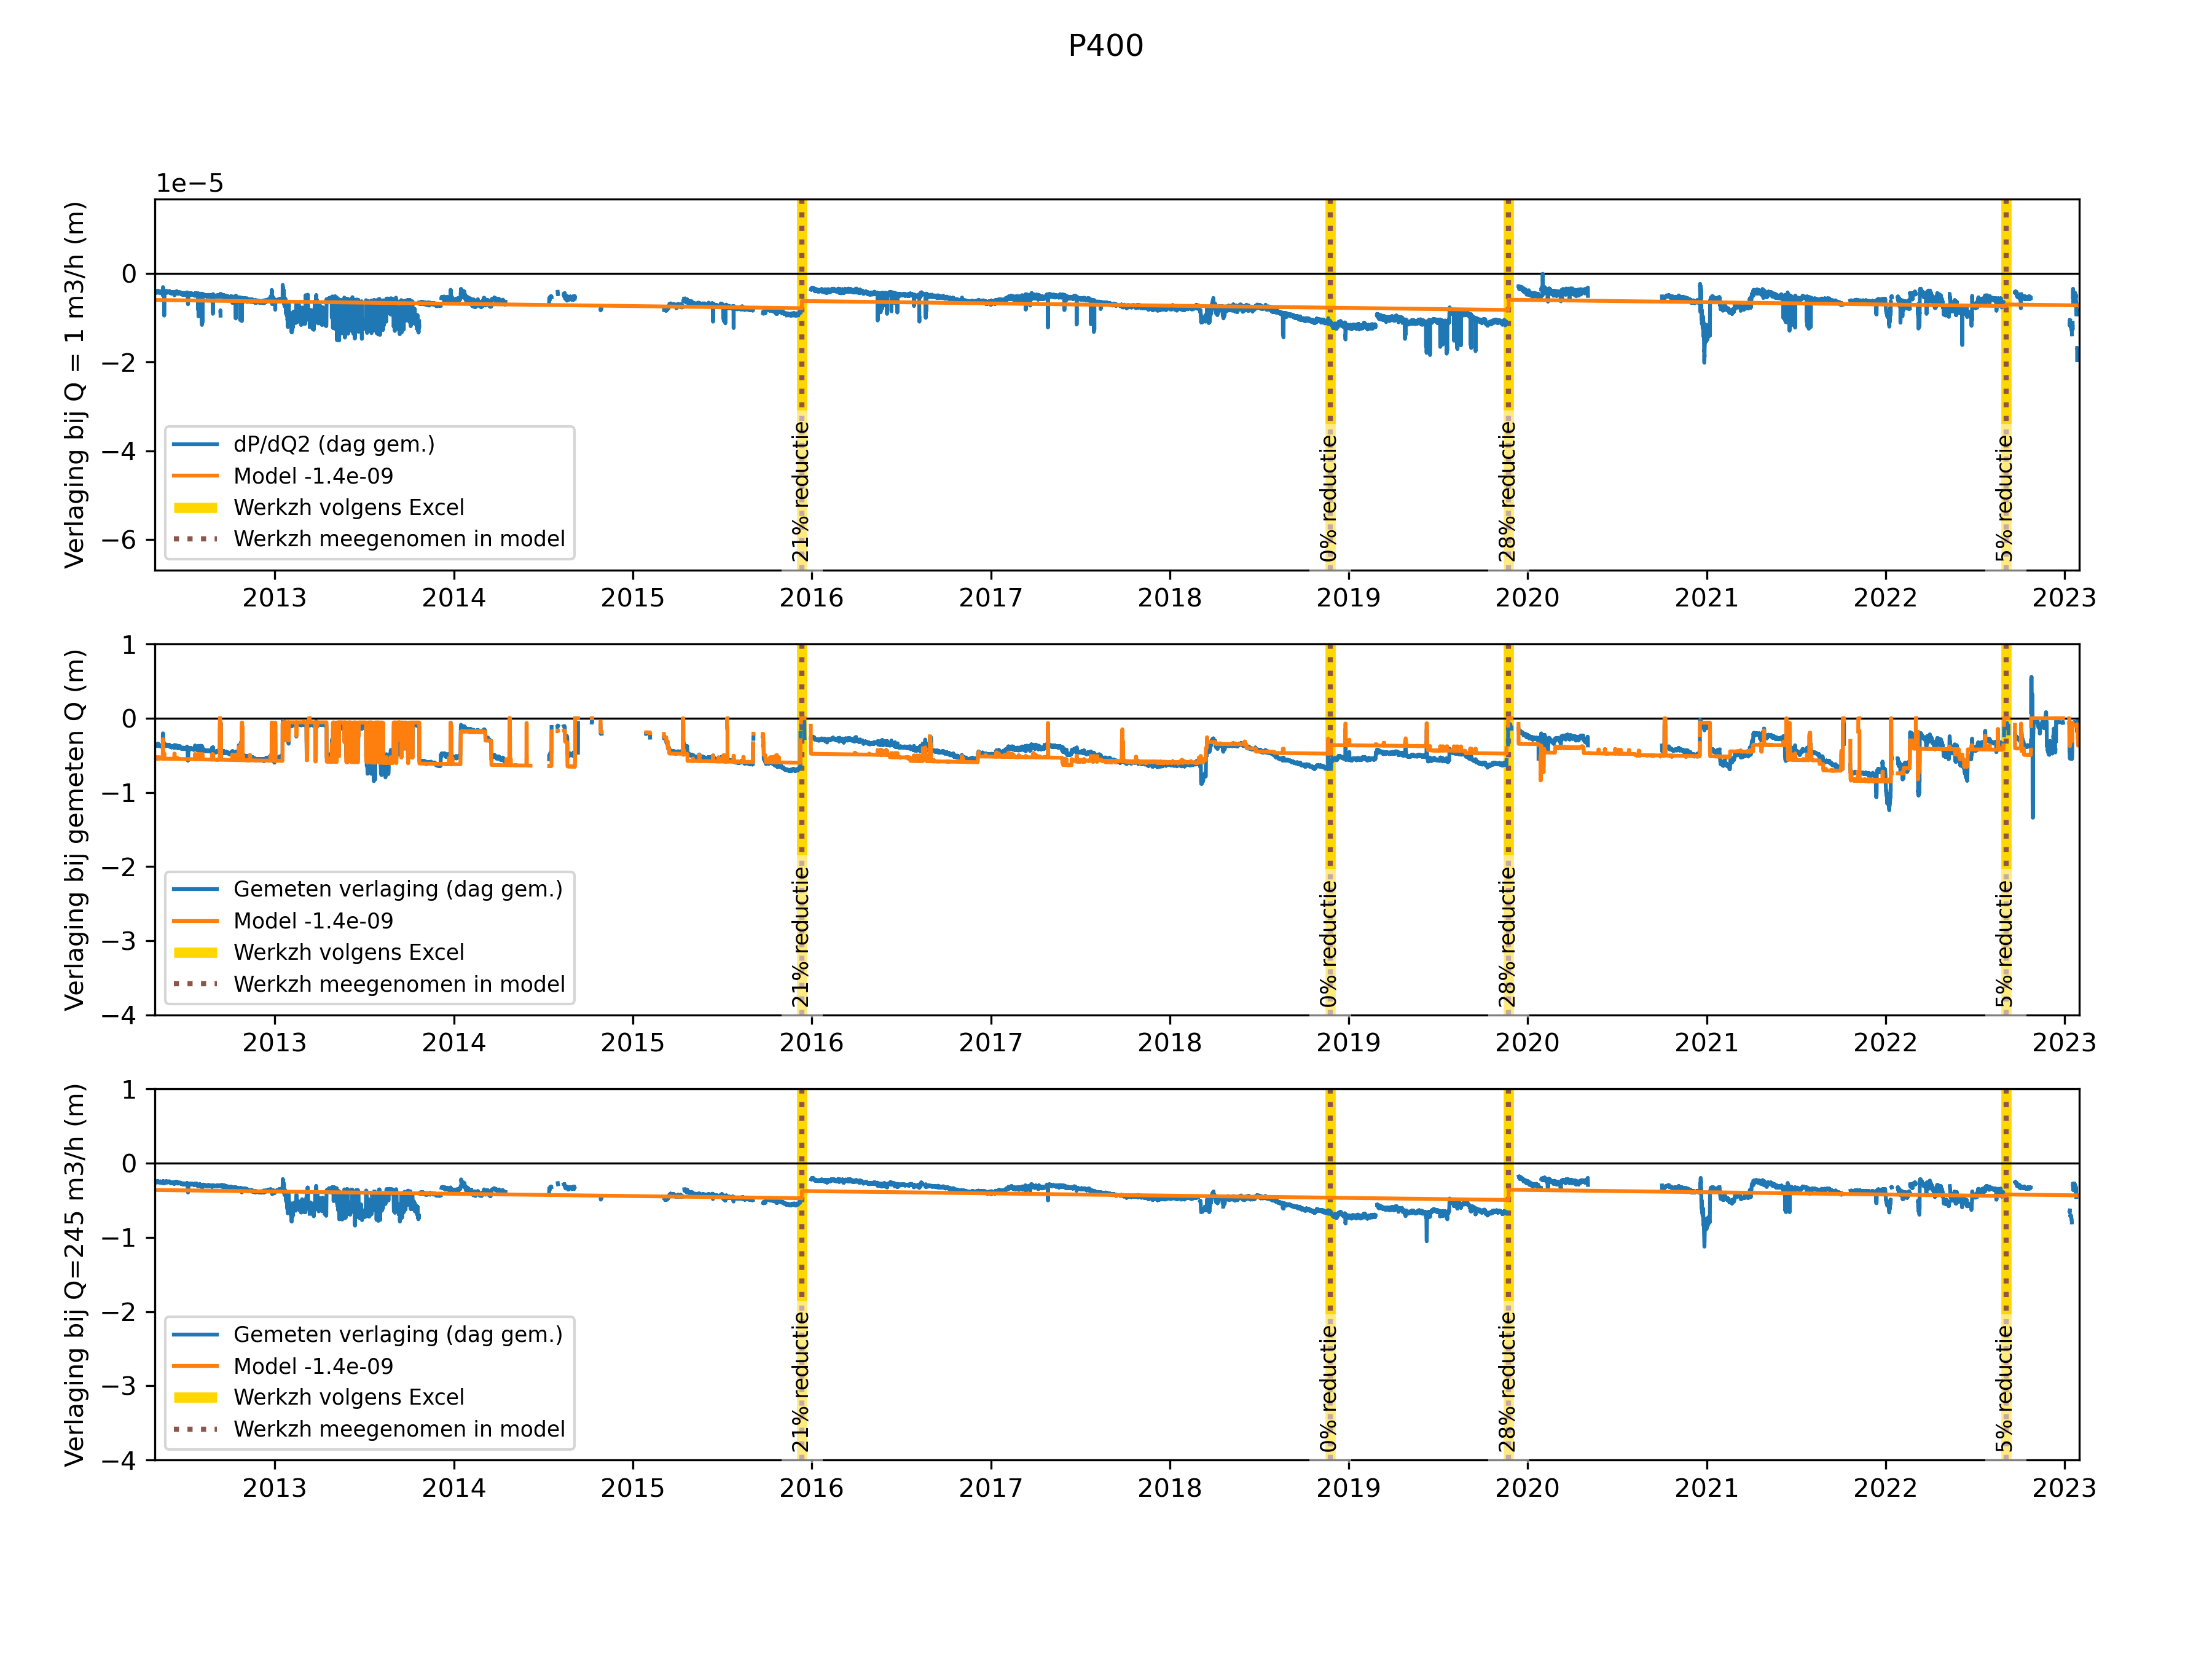 P400
1e−5
Verlaging bij Q = 1 m3/h (m)
0
−2
−4
−6
dP/dQ2 (dag gem.)
Model -1.4e-09
Werkzh volgens Excel
Werkzh meegenomen in model
21% reductie
0% reductie
28% reductie
5% reductie
2013 2014 2015 2016 2017 2018 2019 2020 2021 2022 2023
Verlaging bij gemeten Q (m)
1
0
−1
−2
−3
−4
Gemeten verlaging (dag gem.)
Model -1.4e-09
Werkzh volgens Excel
Werkzh meegenomen in model
21% reductie
0% reductie
28% reductie
5% reductie
2013 2014 2015 2016 2017 2018 2019 2020 2021 2022 2023
Verlaging bij Q=245 m3/h (m)
1
0
−1
−2
−3
−4
Gemeten verlaging (dag gem.)
Model -1.4e-09
Werkzh volgens Excel
Werkzh meegenomen in model
21% reductie
0% reductie
28% reductie
5% reductie
2013 2014 2015 2016 2017 2018 2019 2020 2021 2022 2023